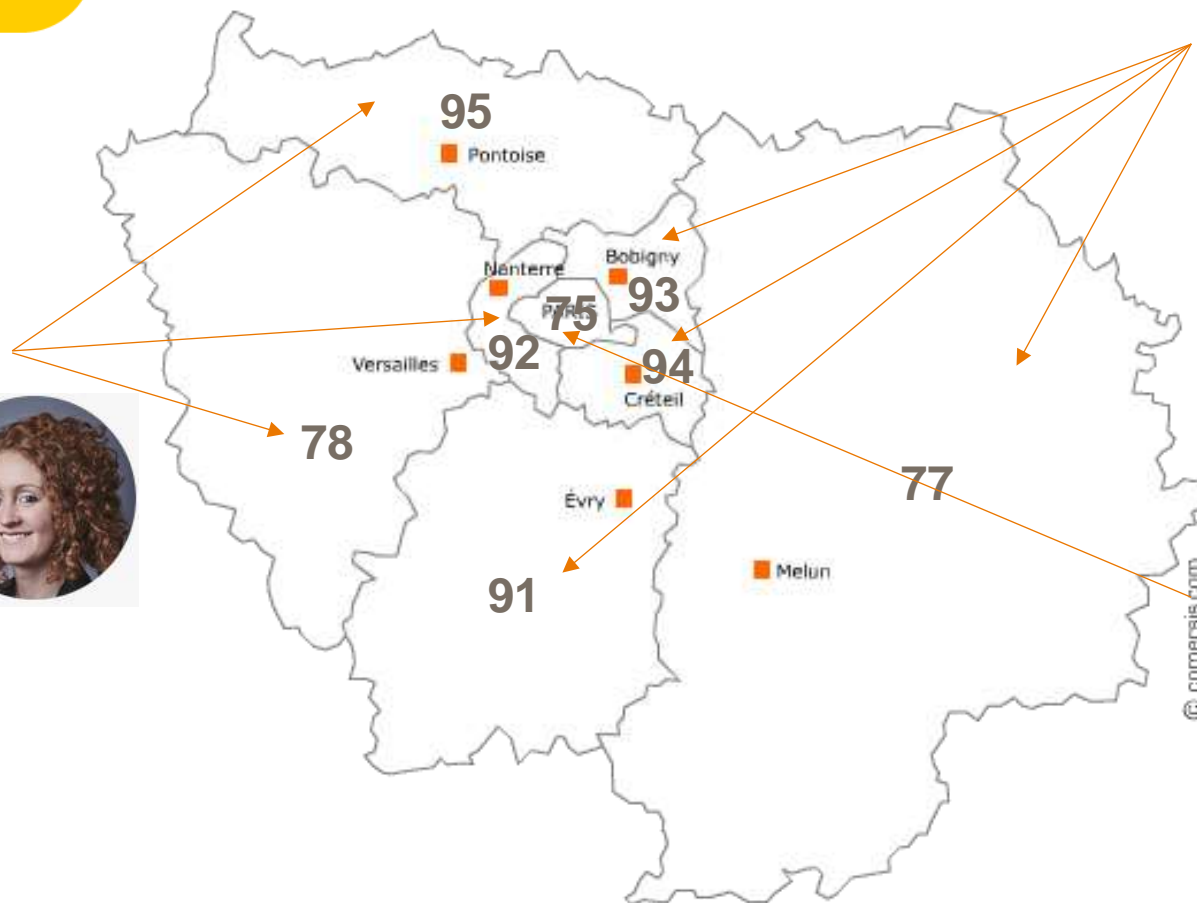 95
Pontoise
Bobigny
Nanterre
93
75
PARIS
92
Versailles
94
Créteil
78
77
Évry
Melun
91
© comersis.com